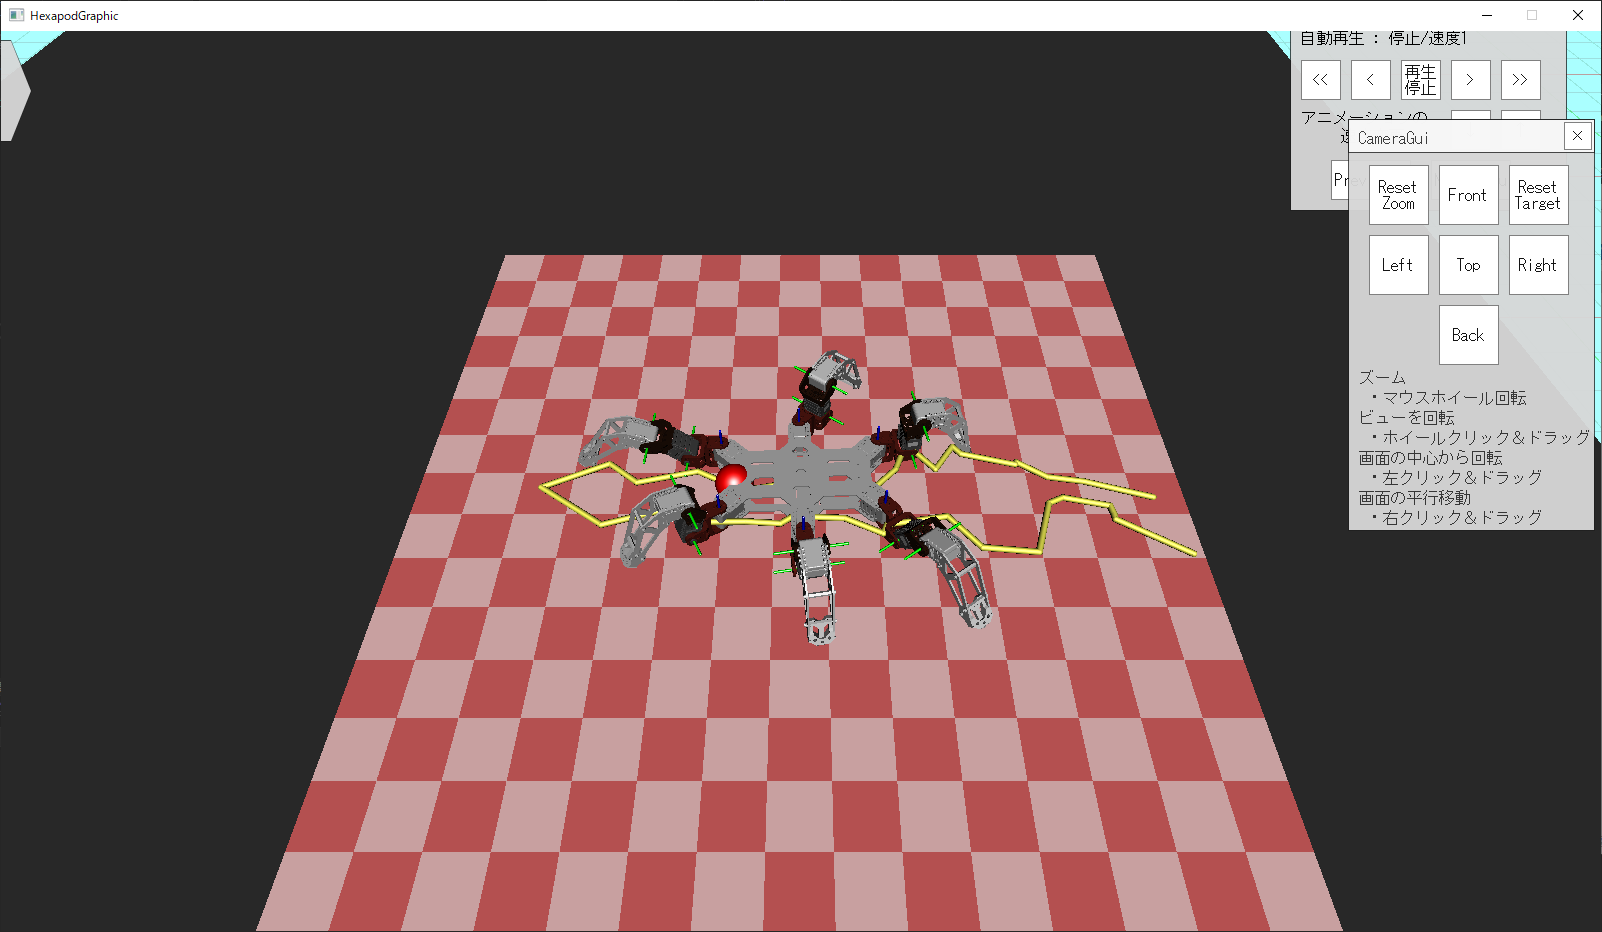 HexapodGraphic
自動再生 : 停止/速度1
<<
<
再生
停止
>
>>
アニメーションの
CameraGui
Reset
Zoom
Front
Reset
Target
Left
Top
Right
Back
ズーム
・マウスホイール回転
ビューを回転
・ホイールクリック＆ドラッグ
画面の中心から回転
・左クリック＆ドラッグ
画面の平行移動
・右クリック＆ドラッグ